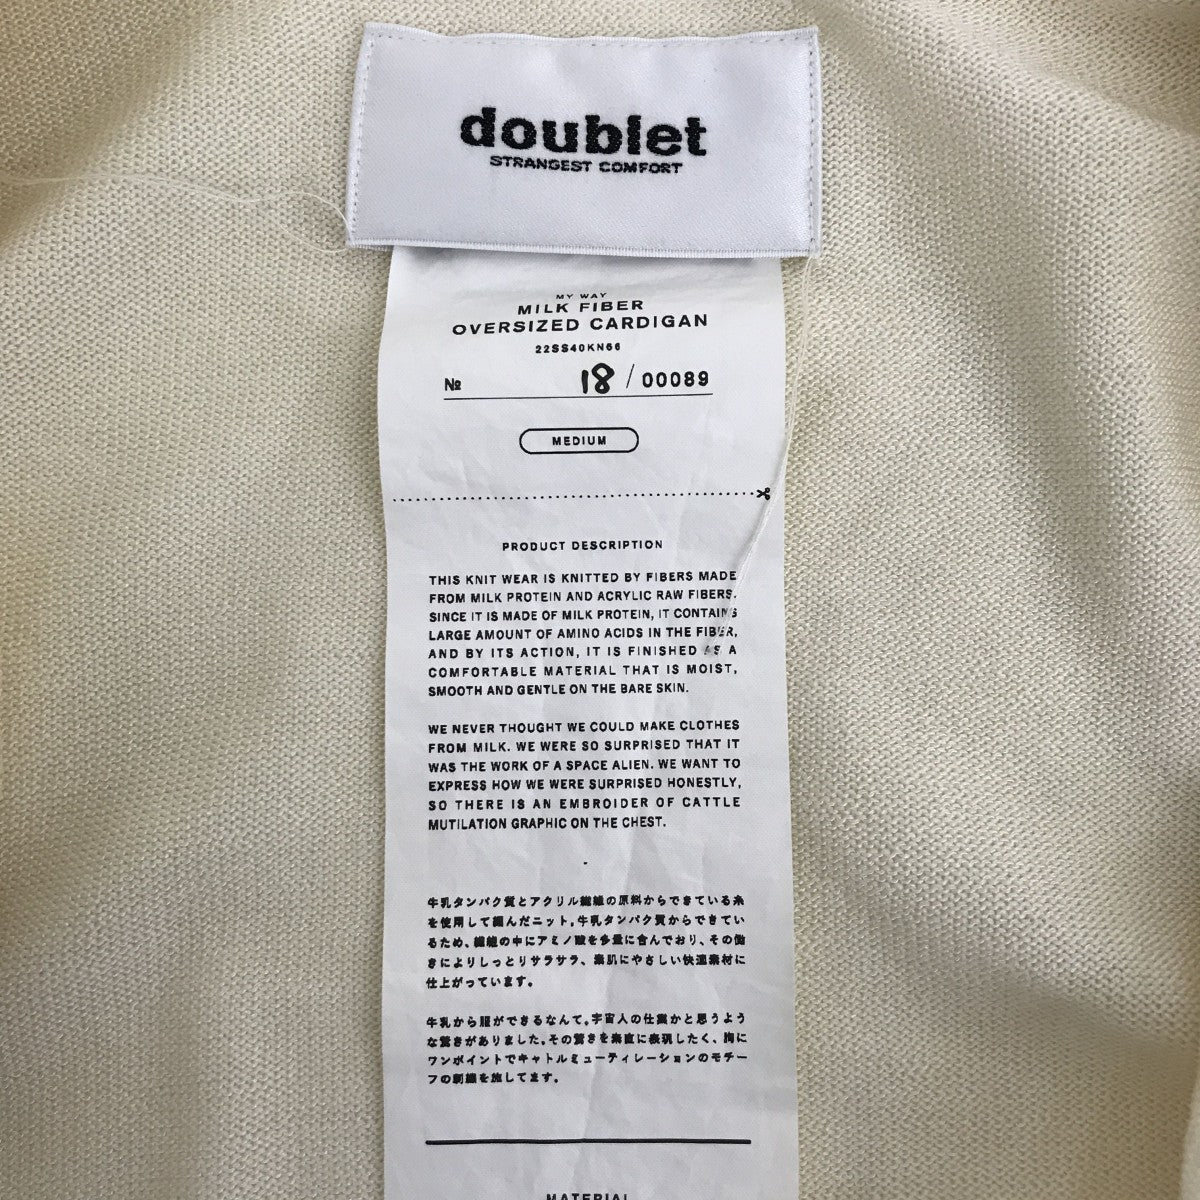 doublet
STRANGEST COMFORT
MY WAY
MILK FIBER
OVERSIZED CARDIGAN
22SS40KN66
№ 18 / 00089
MEDIUM
PRODUCT DESCRIPTION
THIS KNIT WEAR IS KNITTED BY FIBERS MADE
FROM MILK PROTEIN AND ACRYLIC RAW FIBERS.
SINCE IT IS MADE OF MILK PROTEIN, IT CONTAINS
LARGE AMOUNT OF AMINO ACIDS IN THE FIBER,
AND BY ITS ACTION, IT IS FINISHED AS A
COMFORTABLE MATERIAL THAT IS MOIST,
SMOOTH AND GENTLE ON THE BARE SKIN.
WE NEVER THOUGHT WE COULD MAKE CLOTHES
FROM MILK. WE WERE SO SURPRISED THAT IT
WAS THE WORK OF A SPACE ALIEN. WE WANT TO
EXPRESS HOW WE WERE SURPRISED HONESTLY,
SO THERE IS AN EMBROIDER OF CATTLE
MUTILATION GRAPHIC ON THE CHEST.
牛乳タンパク質とアクリル繊維の原料からできている糸
を使用して編んだニット。牛乳タンパク質からできてい
るため、繊維の中にアミノ酸を多量に含んでおり、その働
きによりしっとりサラサラ、素肌にやさしい快適素材に
仕上がっています。
牛乳から服ができるなんて。宇宙人の仕業かと思うよう
な驚きがありました。その驚きを素直に表現したく、胸に
ワンポイントでキャトルミューティレーションのモチー
フの刺繍を施してます。
MATERIAL